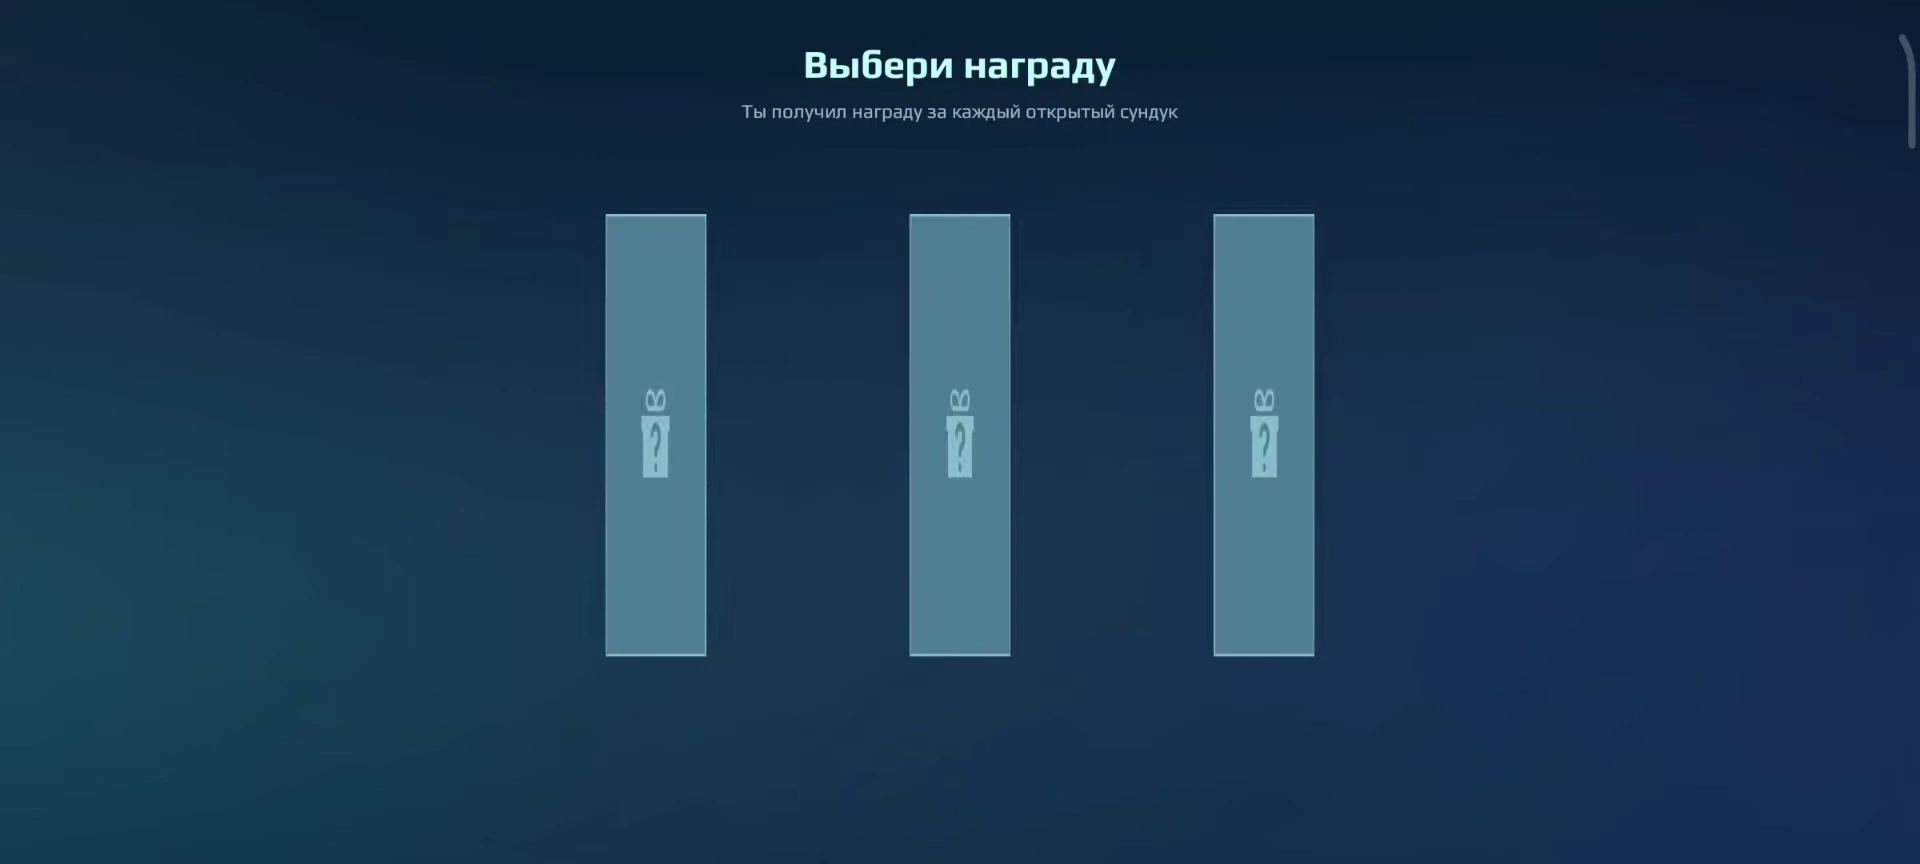 Выбери награду
Ты получил награду за каждый открытый сундук
? ? ?